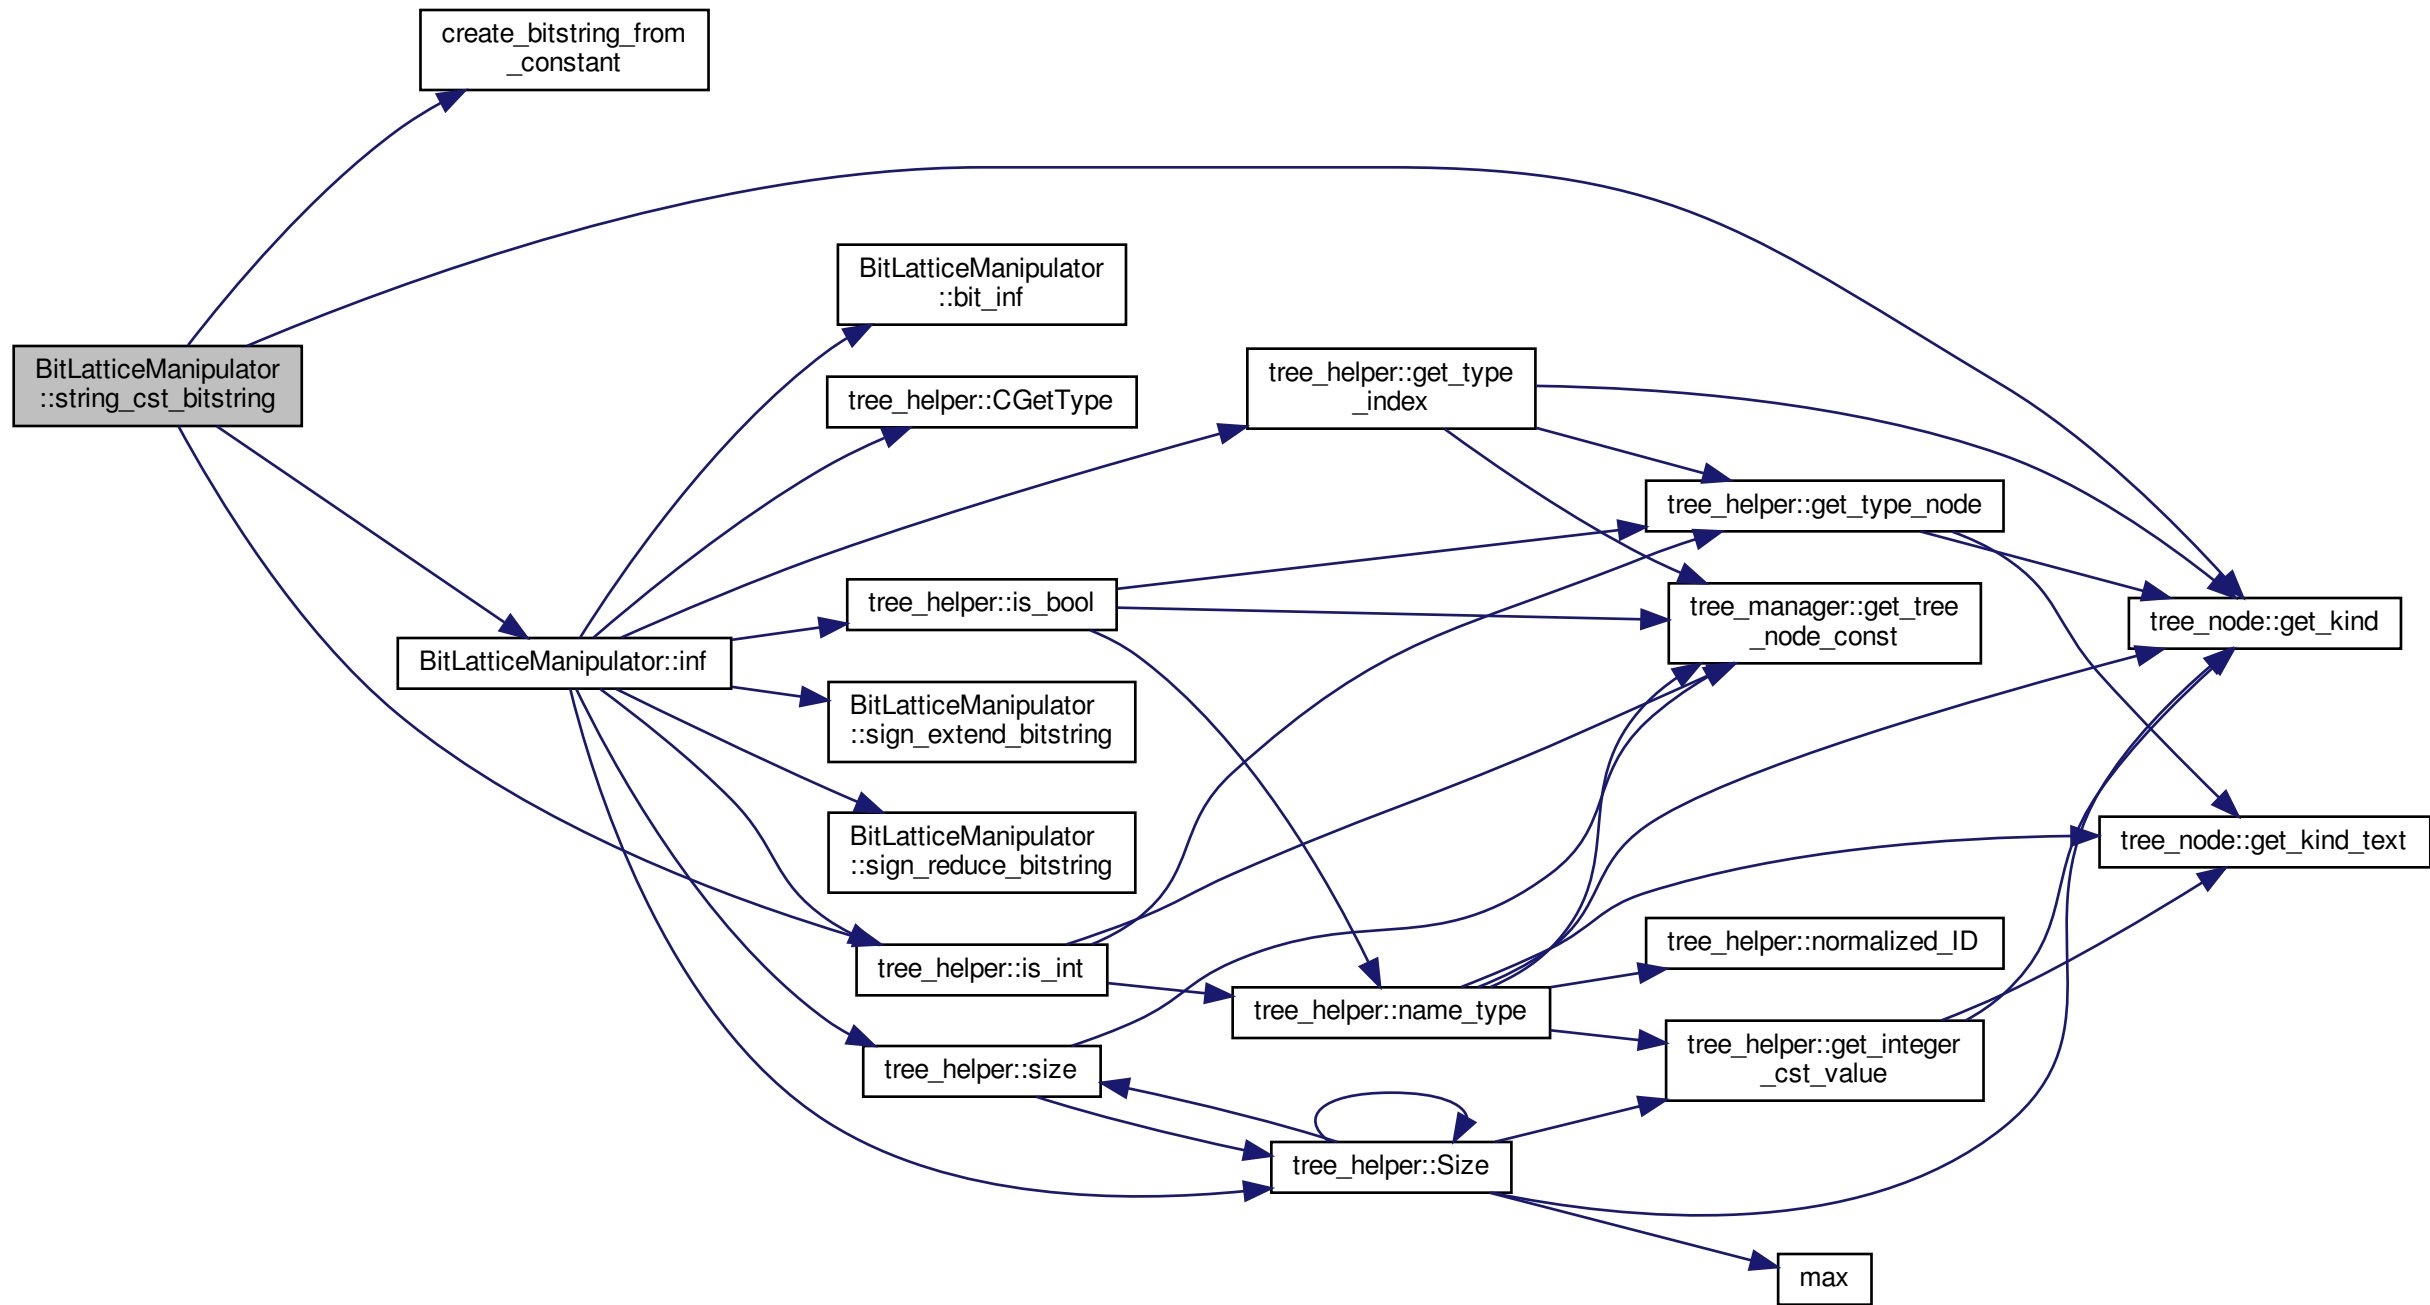 create_bitstring_from
_constant
BitLatticeManipulator
::string_cst_bitstring
BitLatticeManipulator::inf
BitLatticeManipulator
::bit_inf
tree_helper::CGetType
tree_helper::is_bool
BitLatticeManipulator
::sign_extend_bitstring
BitLatticeManipulator
::sign_reduce_bitstring
tree_helper::is_int
tree_helper::size
tree_helper::get_type
_index
tree_helper::name_type
tree_helper::Size
tree_helper::get_type_node
tree_manager::get_tree
_node_const
tree_helper::normalized_ID
tree_helper::get_integer
_cst_value
max
tree_node::get_kind
tree_node::get_kind_text